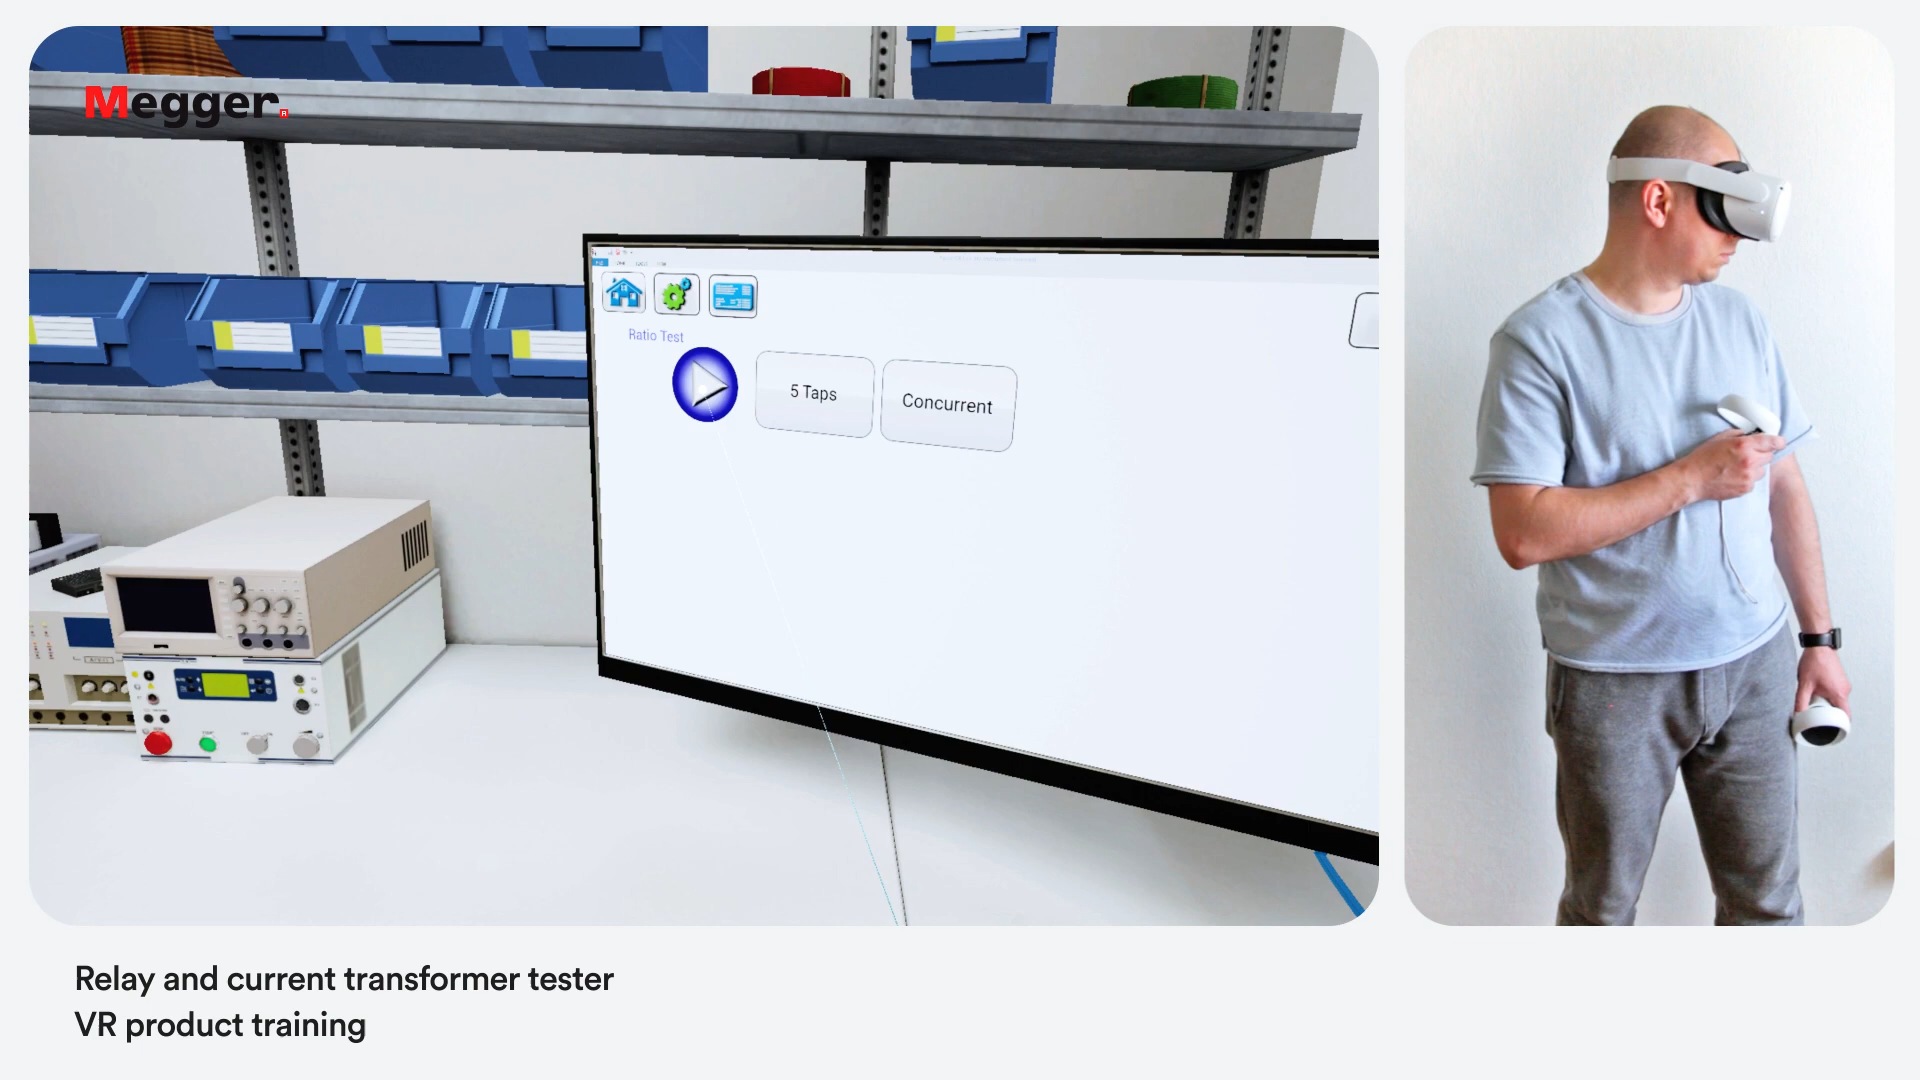 Megger.
Ratio Test
5 Taps
Concurrent
Relay and current transformer tester
VR product training